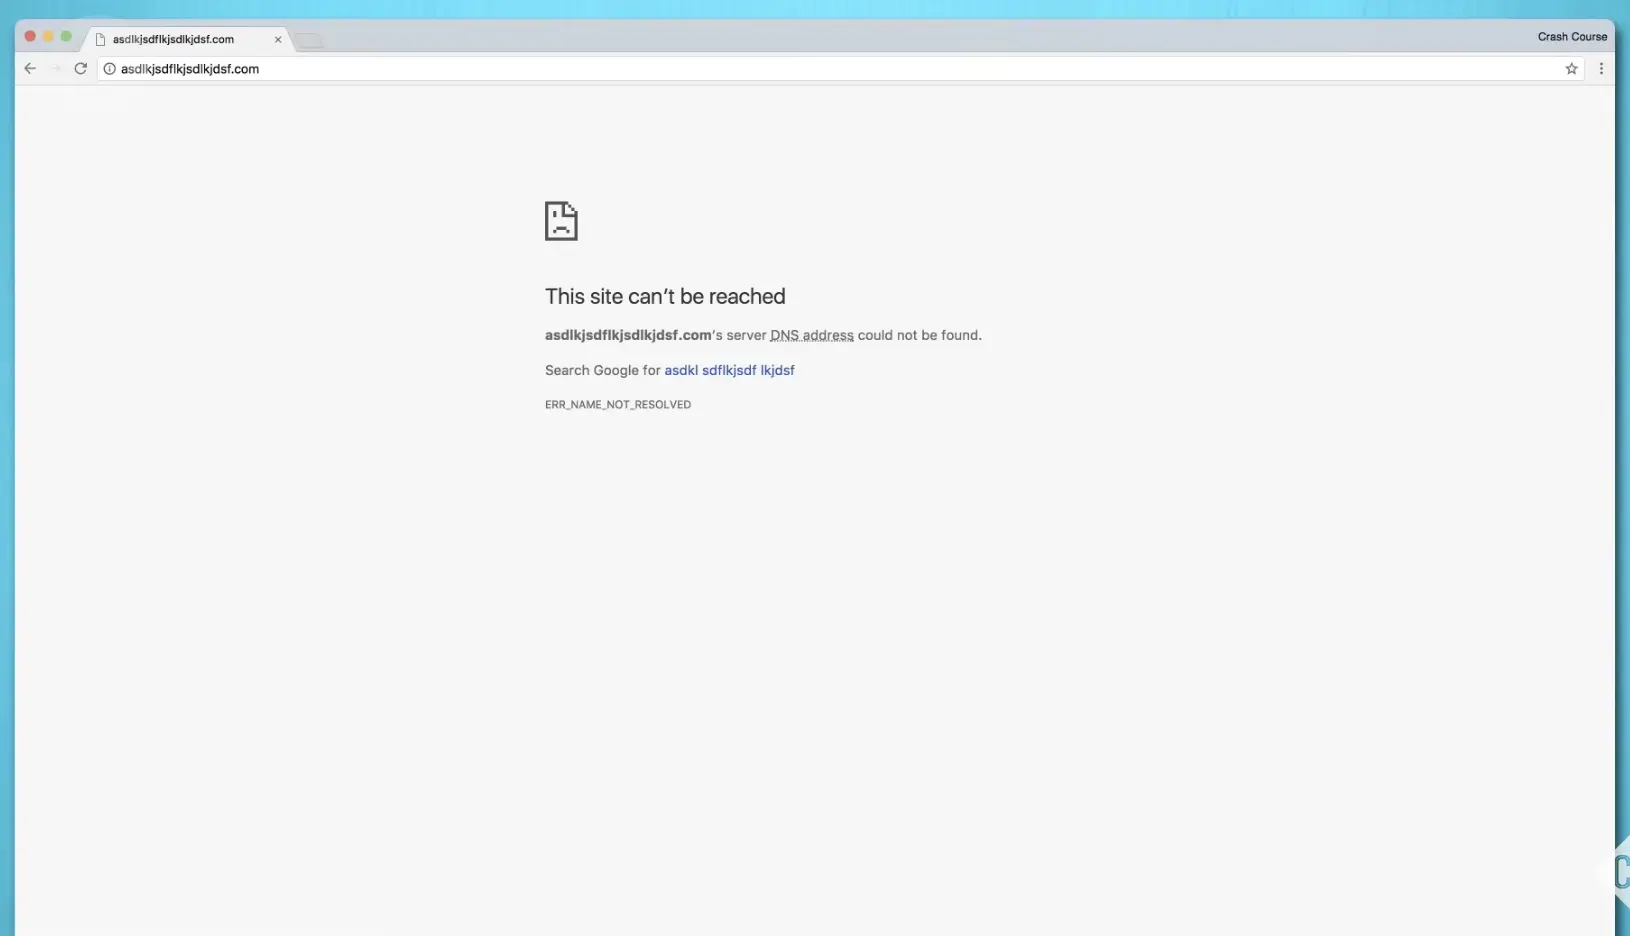 asdlkjsdflkjsdlkjdsf.com
Crash Course
asdlkjsdflkjsdlkjdsf.com
This site can’t be reached
asdlkjsdflkjsdlkjdsf.com’s server DNS address could not be found.
Search Google for asdkl sdflkjsdf lkjdsf
ERR_NAME_NOT_RESOLVED
C